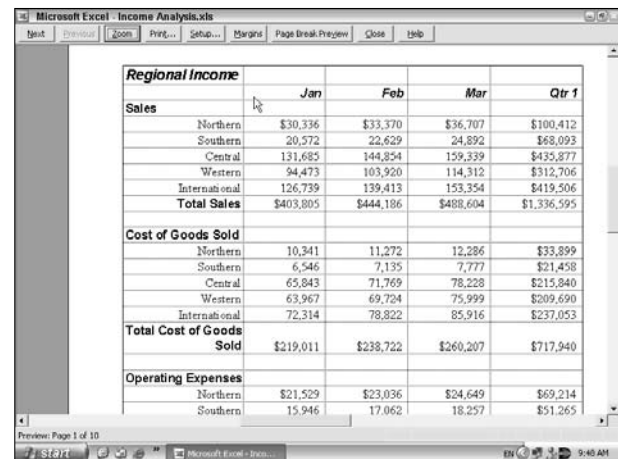 Microsoft Excel - Income Analysis.xls
Next Previous Zoom Print... Setup... Margins Page Break Preview Close Help
Regional Income
Jan Feb Mar Qtr 1
Sales
Northern $30,336 $33,370 $36,707 $100,412
Southern 20,572 22,629 24,892 $68,093
Central 131,685 144,854 159,339 $435,877
Western 94,473 103,920 114,312 $312,706
International 126,739 139,413 153,354 $419,506
Total Sales $403,805 $444,186 $488,604 $1,336,595
Cost of Goods Sold
Northern 10,341 11,272 12,286 $33,899
Southern 6,546 7,135 7,777 $21,458
Central 65,843 71,769 78,228 $215,840
Western 63,967 69,724 75,999 $209,690
International 72,314 78,822 85,916 $237,053
Total Cost of Goods
Sold $219,011 $238,722 $260,207 $717,940
Operating Expenses
Northern $21,529 $23,036 $24,649 $69,214
Southern 15,946 17,062 18,257 $51,265
Preview: Page 1 of 10
start Microsoft Excel - Inco... EN 9:46 AM